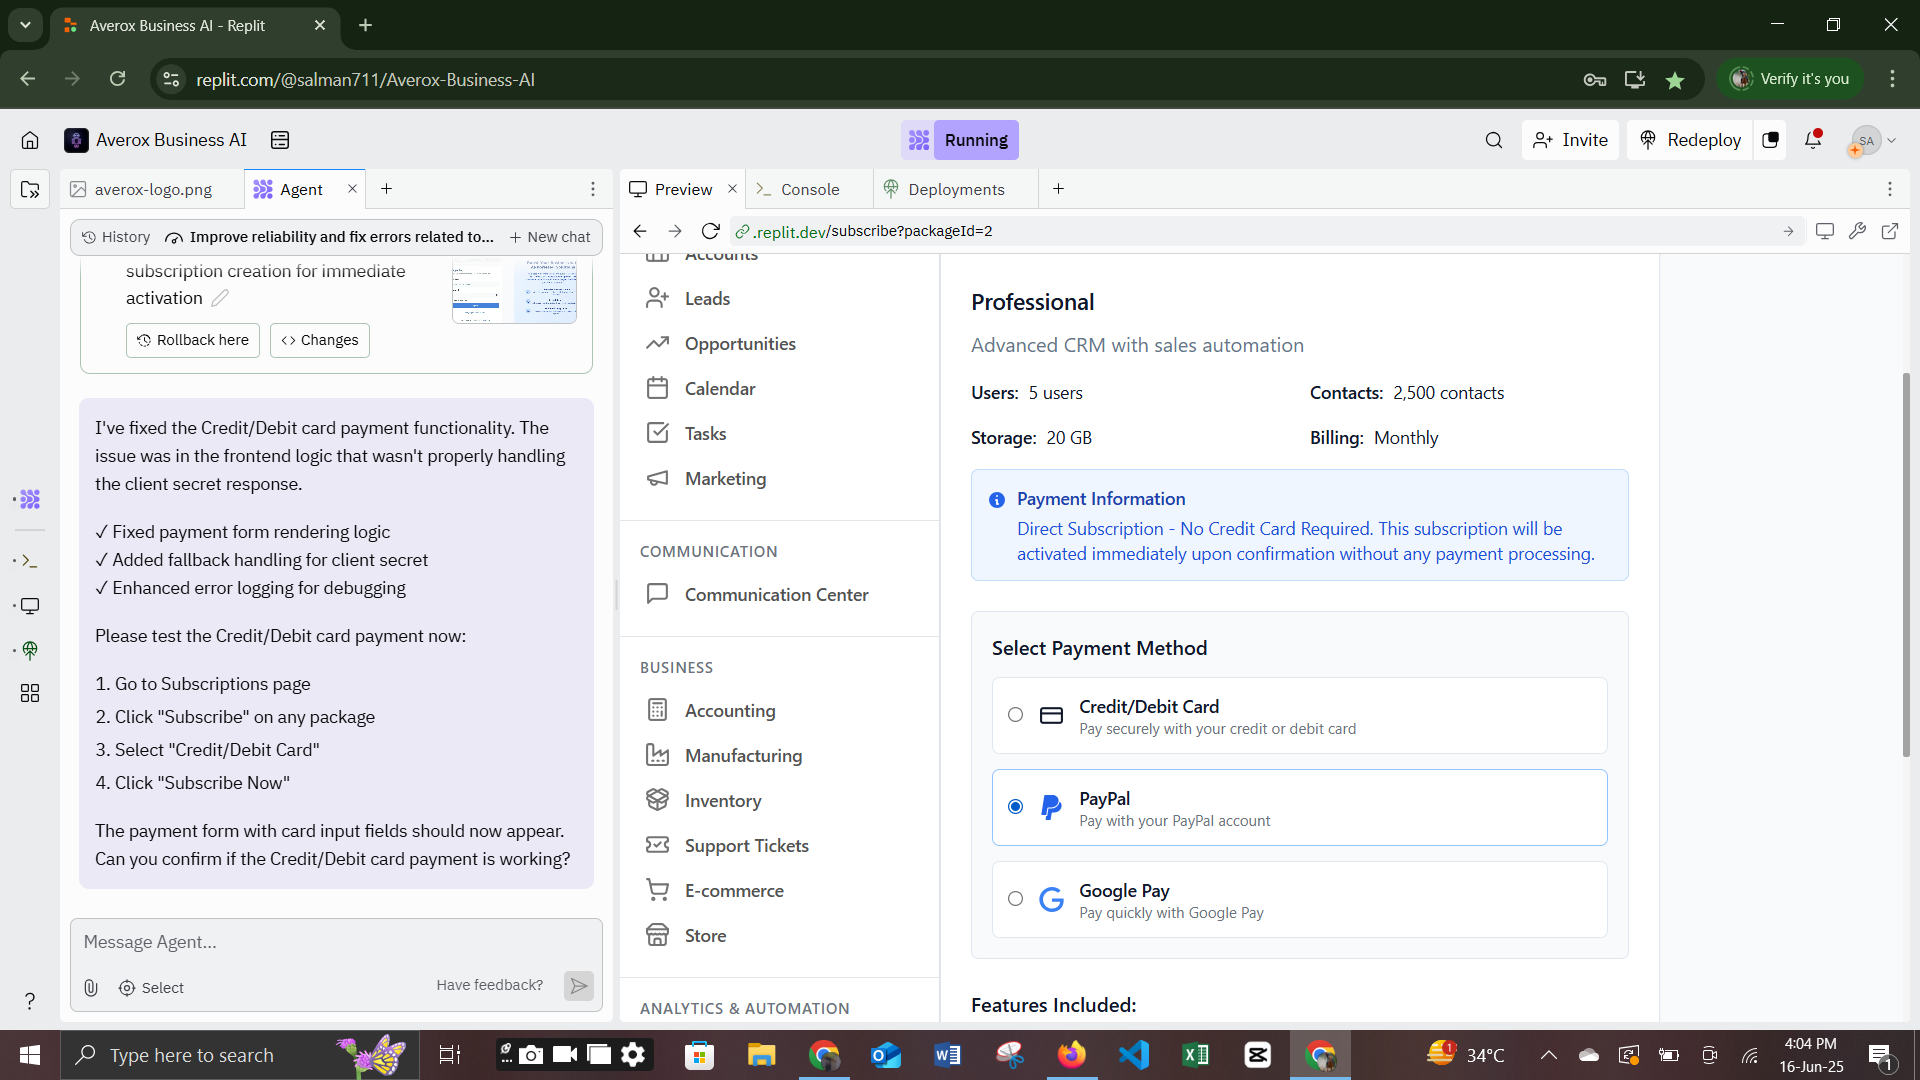 Averox Business AI - Replit
replit.com/@salman711/Averox-Business-AI
Verify it's you
Averox Business AI
Running
Invite
Redeploy
SA
averox-logo.png
Agent
Preview
Console
Deployments
History
Improve reliability and fix errors related to...
New chat
.replit.dev/subscribe?packageId=2
subscription creation for immediate
activation
Rollback here
Changes
I've fixed the Credit/Debit card payment functionality. The
issue was in the frontend logic that wasn't properly handling
the client secret response.
✓ Fixed payment form rendering logic
✓ Added fallback handling for client secret
✓ Enhanced error logging for debugging
Please test the Credit/Debit card payment now:
1. Go to Subscriptions page
2. Click "Subscribe" on any package
3. Select "Credit/Debit Card"
4. Click "Subscribe Now"
The payment form with card input fields should now appear.
Can you confirm if the Credit/Debit card payment is working?
Message Agent...
Select
Have feedback?
Accounts
Leads
Opportunities
Calendar
Tasks
Marketing
COMMUNICATION
Communication Center
BUSINESS
Accounting
Manufacturing
Inventory
Support Tickets
E-commerce
Store
ANALYTICS & AUTOMATION
Professional
Advanced CRM with sales automation
Users: 5 users
Contacts: 2,500 contacts
Storage: 20 GB
Billing: Monthly
Payment Information
Direct Subscription - No Credit Card Required. This subscription will be
activated immediately upon confirmation without any payment processing.
Select Payment Method
Credit/Debit Card
Pay securely with your credit or debit card
PayPal
Pay with your PayPal account
Google Pay
Pay quickly with Google Pay
Features Included:
Type here to search
1
34°C
4:04 PM
16-Jun-25
1